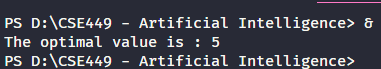 PS D:\CSE449 - Artificial Intelligence> &
The optimal value is : 5
PS D:\CSE449 - Artificial Intelligence>